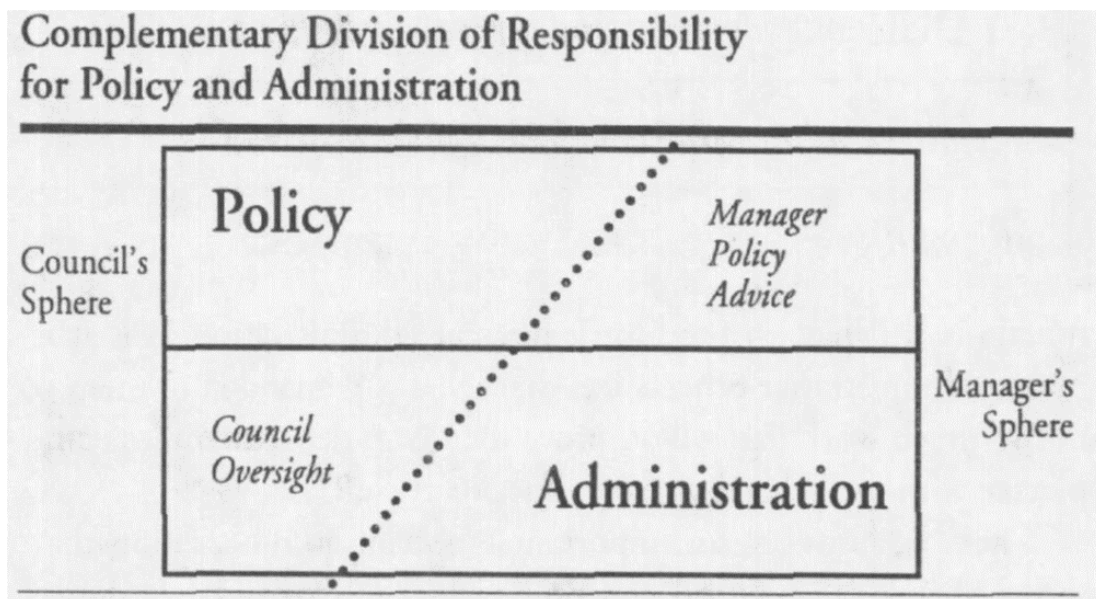 Complementary Division of Responsibility
for Policy and Administration
Policy
Manager
Policy
Advice
Council's
Sphere
Council
Oversight
Manager's
Sphere
Administration